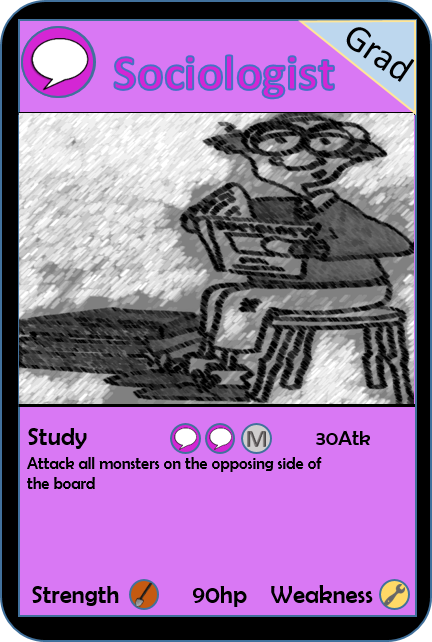 Grad
Sociologist
Study M 30Atk
Attack all monsters on the opposing side of
the board
Strength 90hp Weakness